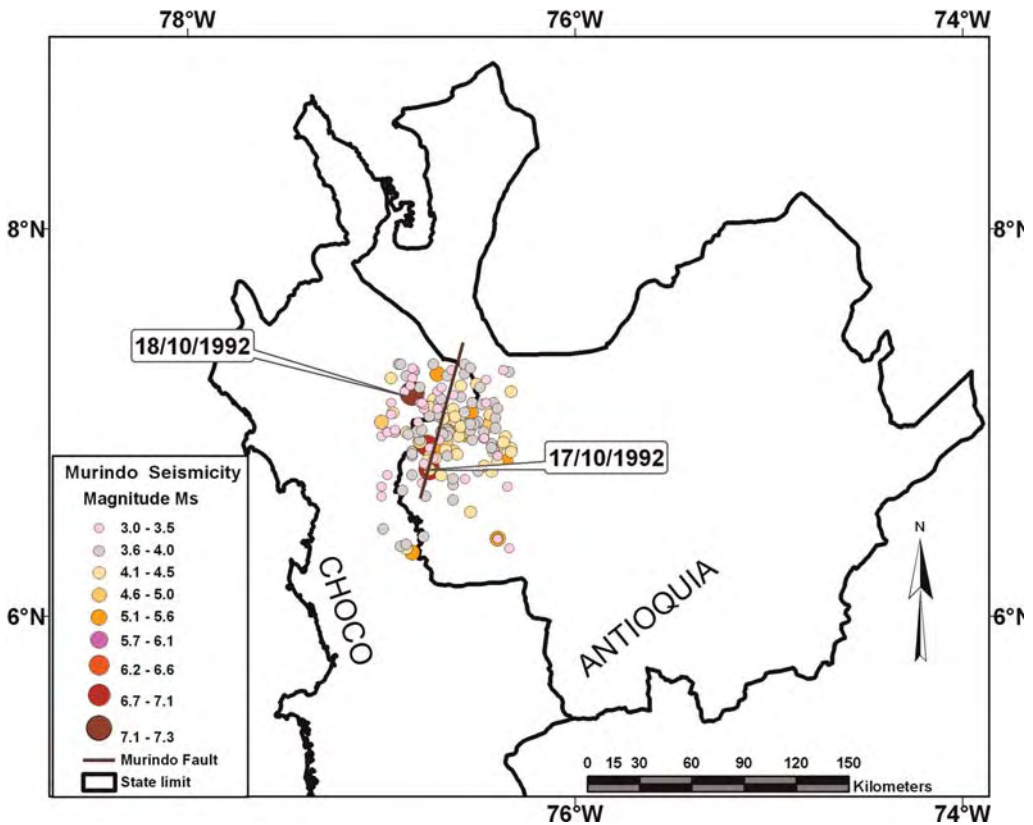 78°W 76°W 74°W
8°N 8°N
18/10/1992
17/10/1992
Murindo Seismicity
Magnitude Ms
3.0 - 3.5
3.6 - 4.0
4.1 - 4.5
4.6 - 5.0
5.1 - 5.6
5.7 - 6.1
6.2 - 6.6
6.7 - 7.1
7.1 - 7.3
Murindo Fault
State limit
CHOCO
ANTIOQUIA
N
6°N 6°N
0 15 30 60 90 120 150
Kilometers
76°W 74°W